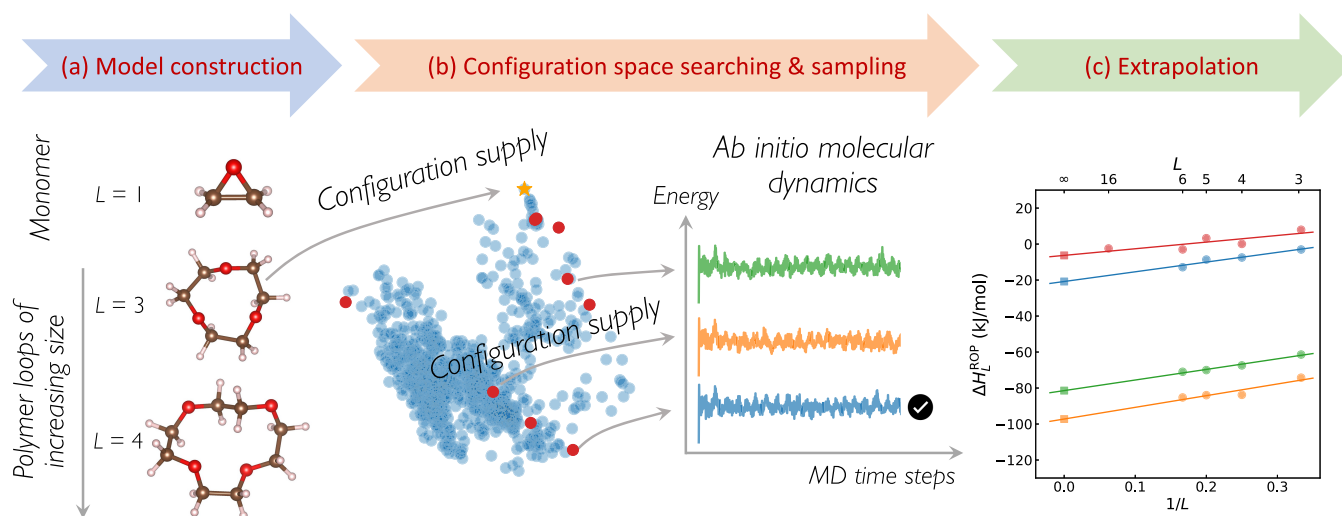 (a) Model construction
(b) Configuration space searching & sampling
(c) Extrapolation
Monomer
Polymer loops of
increasing size
L = 1
L = 3
L = 4
Configuration supply
Configuration supply
Ab initio molecular
dynamics
Energy
MD time steps
L
∞ 16 6 5 4 3
20
0
−20
−40
−60
−80
−100
−120
ΔH_L^ROP (kJ/mol)
0.0 0.1 0.2 0.3
1/L